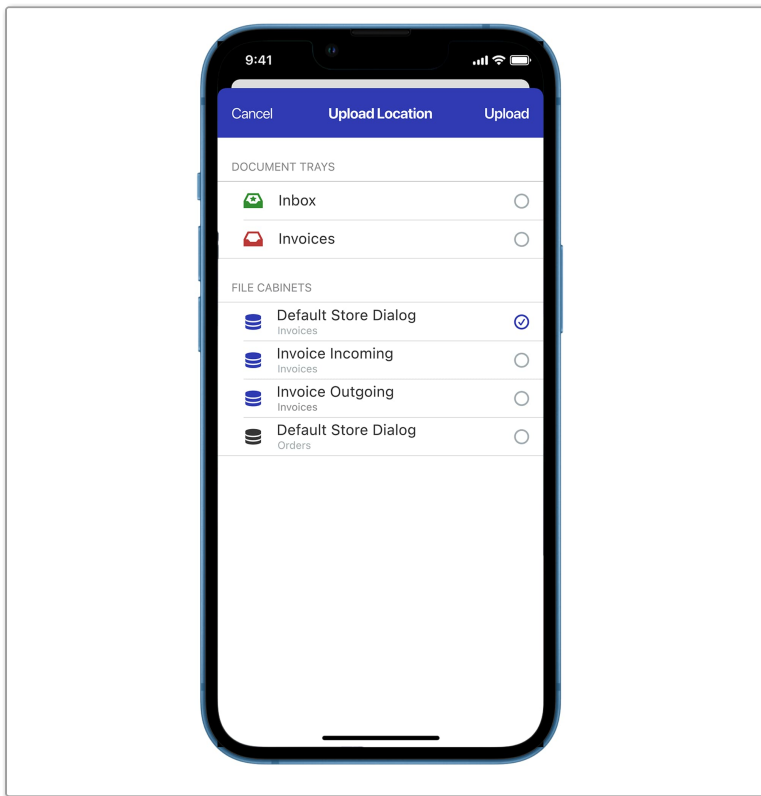 9:41
Cancel Upload Location Upload
DOCUMENT TRAYS
Inbox
Invoices
FILE CABINETS
Default Store Dialog
Invoices
Invoice Incoming
Invoices
Invoice Outgoing
Invoices
Default Store Dialog
Orders